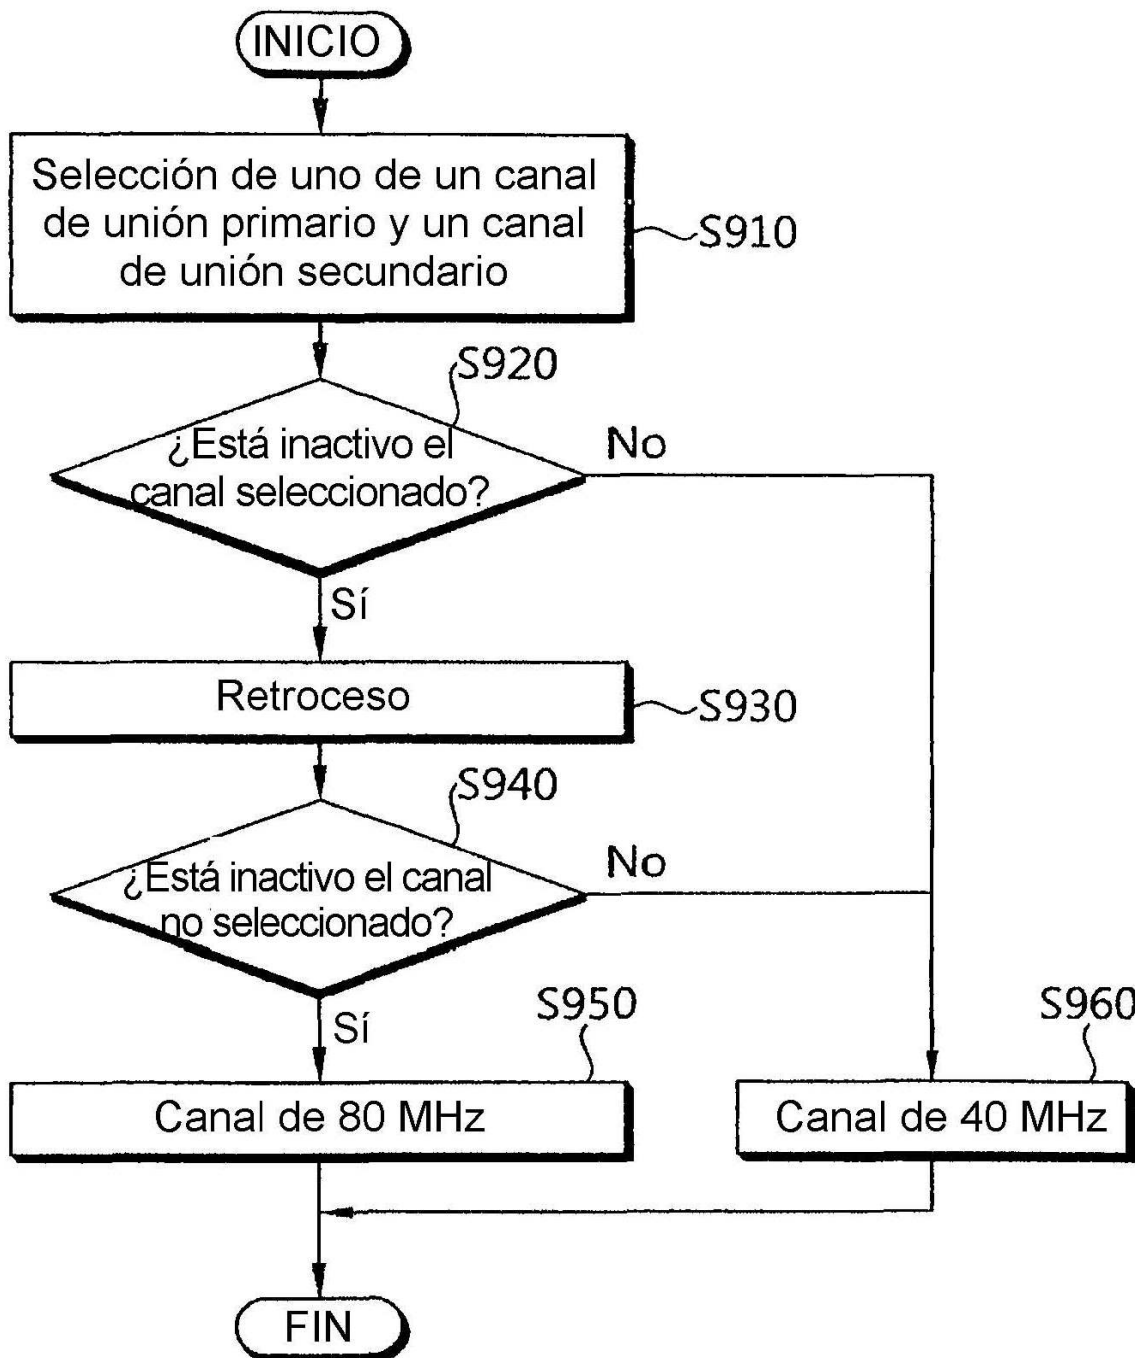 INICIO
Selección de uno de un canal
de unión primario y un canal
de unión secundario
S910
S920
¿Está inactivo el
canal seleccionado?
No
Sí
Retroceso
S930
S940
¿Está inactivo el canal
no seleccionado?
No
Sí
S950
Canal de 80 MHz
S960
Canal de 40 MHz
FIN